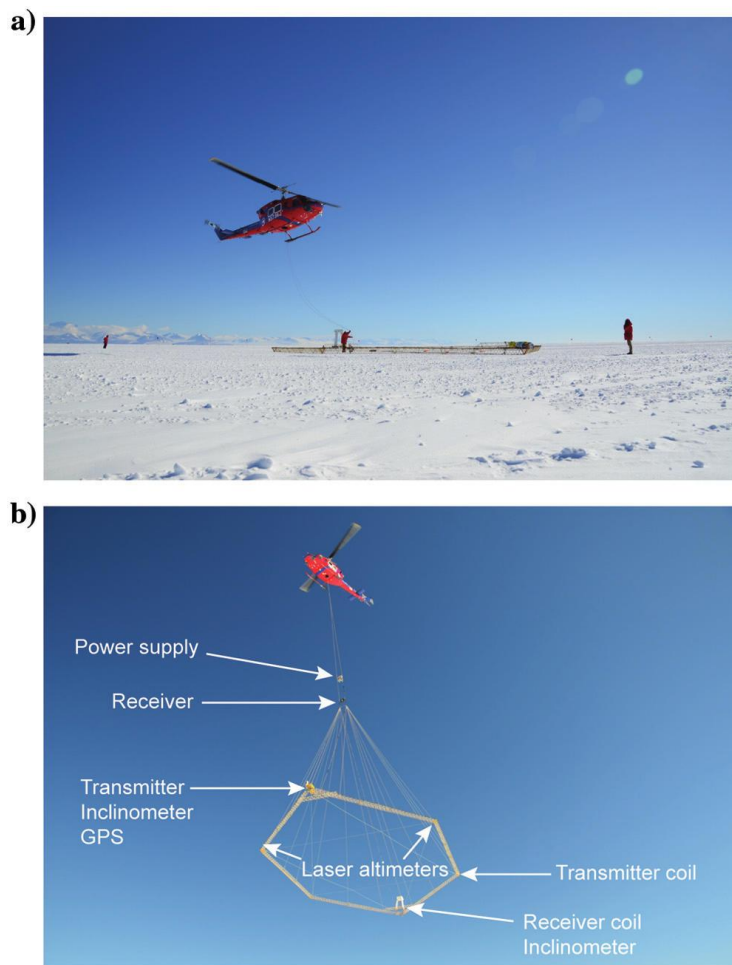 a)
b)
Power supply
Receiver
Transmitter
Inclinometer
GPS
Laser altimeters
Transmitter coil
Receiver coil
Inclinometer